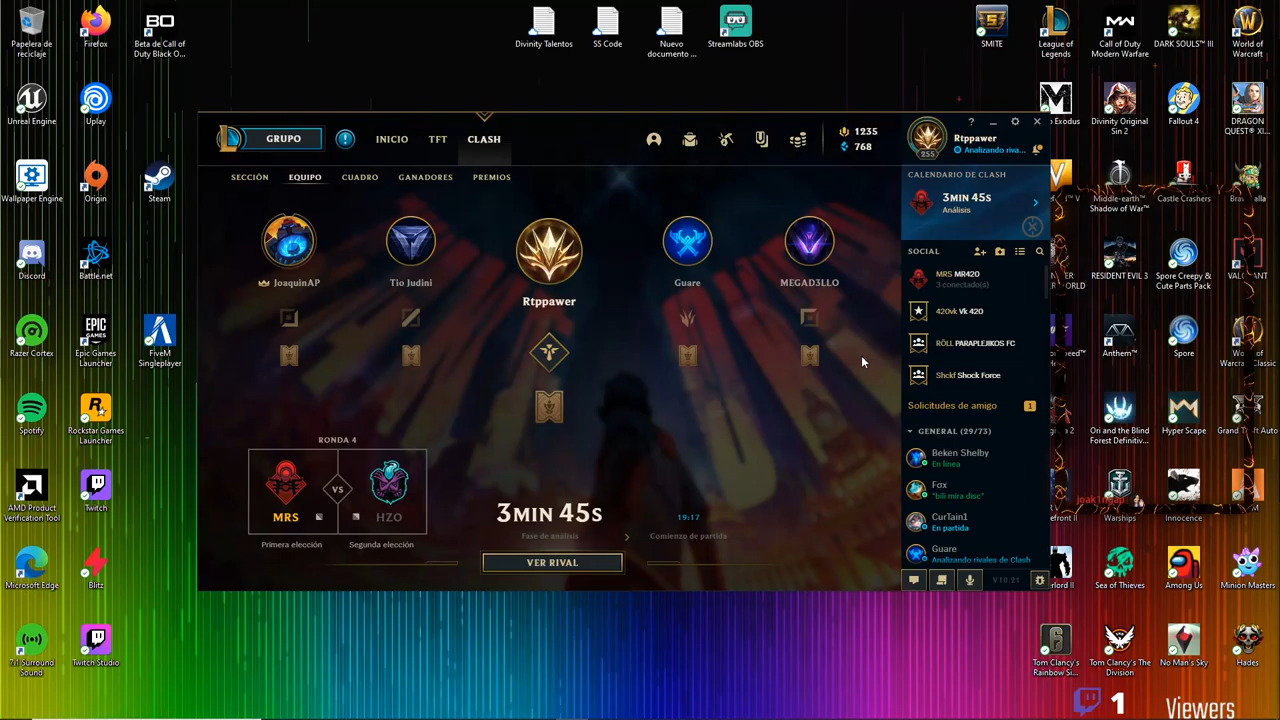 Papelera de
reciclaje
Firefox
BO
Beta de Call of
Duty Black O...
Divinity Talentos
SS Code
Nuevo
documento ...
Streamlabs OBS
SMITE
League of
Legends
Call of Duty
Modern Warfare
DARK SOULS™ III
World of
Warcraft
Unreal Engine
Uplay
Exodus
Divinity Original
Sin 2
Fallout 4
DRAGON
QUEST® XI...
Wallpaper Engine
Origin
Steam
Middle-earth™
Shadow of War™
Castle Crashers
Discord
Battle.net
RESIDENT EVIL 3
Spore Creepy &
Cute Parts Pack
Razer Cortex
EPIC
GAMES
Epic Games
Launcher
FiveM
Singleplayer
Anthem™
Spore
Spotify
Rockstar Games
Launcher
Ori and the Blind
Forest Definitiv...
Hyper Scape
Grand Theft Auto
AMD Product
Verification Tool
Twitch
joak1ngap
Warships
Innocence
Microsoft Edge
Blitz
Sea of Thieves
Among Us
Minion Masters
7.1 Surround
Sound
Twitch Studio
Tom Clancy's
Rainbow Si...
Tom Clancy's The
Division
No Man's Sky
Hades
1 Viewers
GRUPO
INICIO
TFT
CLASH
1235
768
255
Rtppawer
Analizando riva...
SECCIÓN
EQUIPO
CUADRO
GANADORES
PREMIOS
CALENDARIO DE CLASH
3MIN 45S
Análisis
SOCIAL
JoaquinAP
Tio Judini
Rtppawer
Guare
MEGAD3LLO
MRS MR420
3 conectado(s)
420vk Vk 420
RÖLL PARAPLEJIKOS FC
Shckf Shock Force
Solicitudes de amigo 1
GENERAL (29/73)
Beken Shelby
En línea
Fox
"bili mira disc"
CurTain1
En partida
Guare
Analizando rivales de Clash
V10.21
RONDA 4
MRS
VS
HZO
Primera elección
Segunda elección
3MIN 45S
Fase de análisis
19:17
Comienzo de partida
VER RIVAL